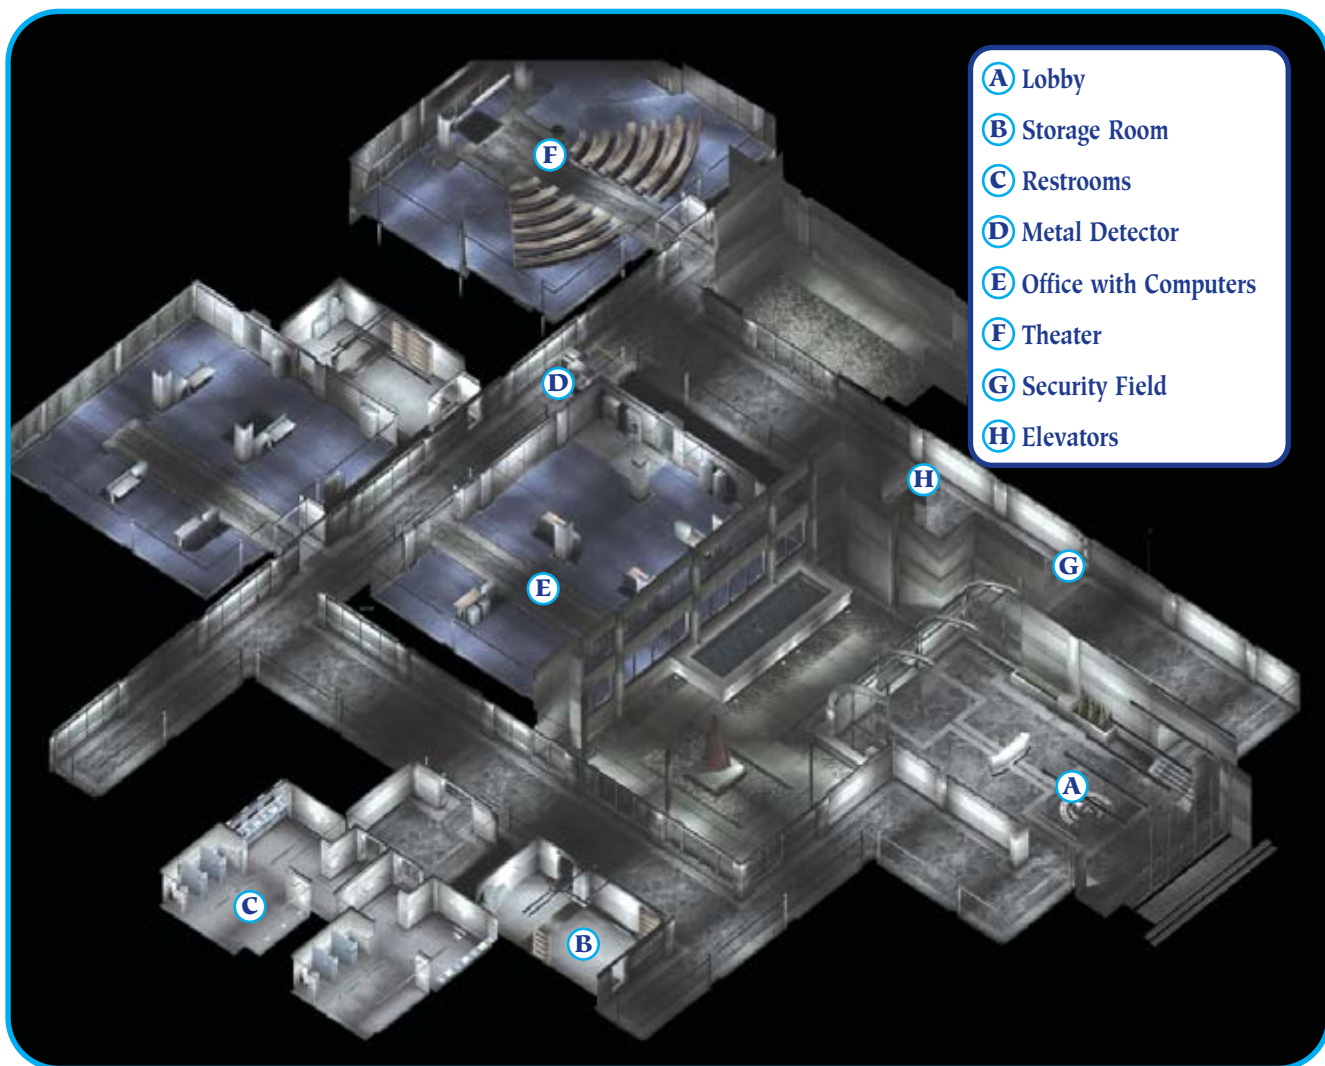 A Lobby
B Storage Room
C Restrooms
D Metal Detector
E Office with Computers
F Theater
G Security Field
H Elevators
F
D
H
G
E
A
C
B